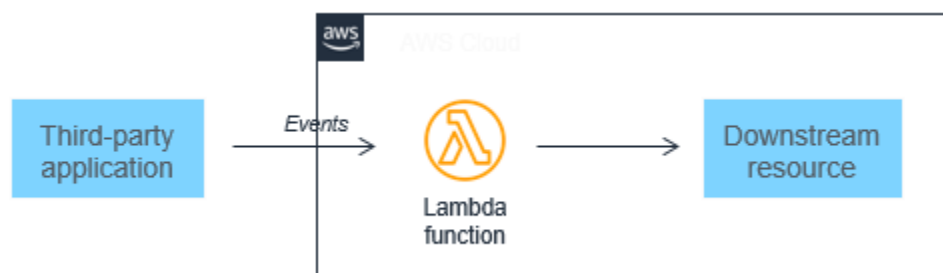 aws
AWS Cloud
Third-party
application
Events
Lambda
function
Downstream
resource